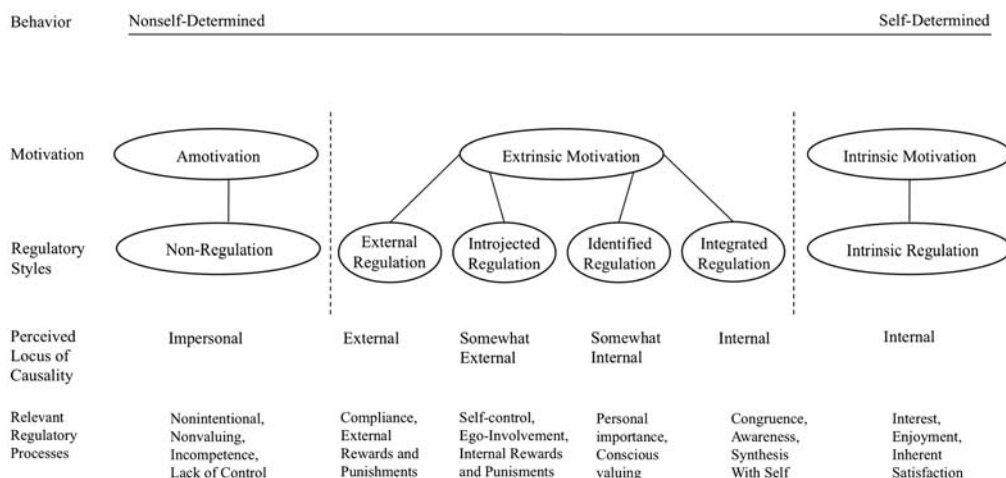 Behavior
Nonself-Determined
Self-Determined
Motivation
Amotivation
Extrinsic Motivation
Intrinsic Motivation
Regulatory
Styles
Non-Regulation
External
Regulation
Introjected
Regulation
Identified
Regulation
Integrated
Regulation
Intrinsic Regulation
Perceived
Locus of
Causality
Impersonal
External
Somewhat
External
Somewhat
Internal
Internal
Internal
Relevant
Regulatory
Processes
Nonintentional,
Nonvaluing,
Incompetence,
Lack of Control
Compliance,
External
Rewards and
Punishments
Self-control,
Ego-Involvement,
Internal Rewards
and Punisments
Personal
importance,
Conscious
valuing
Congruence,
Awareness,
Synthesis
With Self
Interest,
Enjoyment,
Inherent
Satisfaction